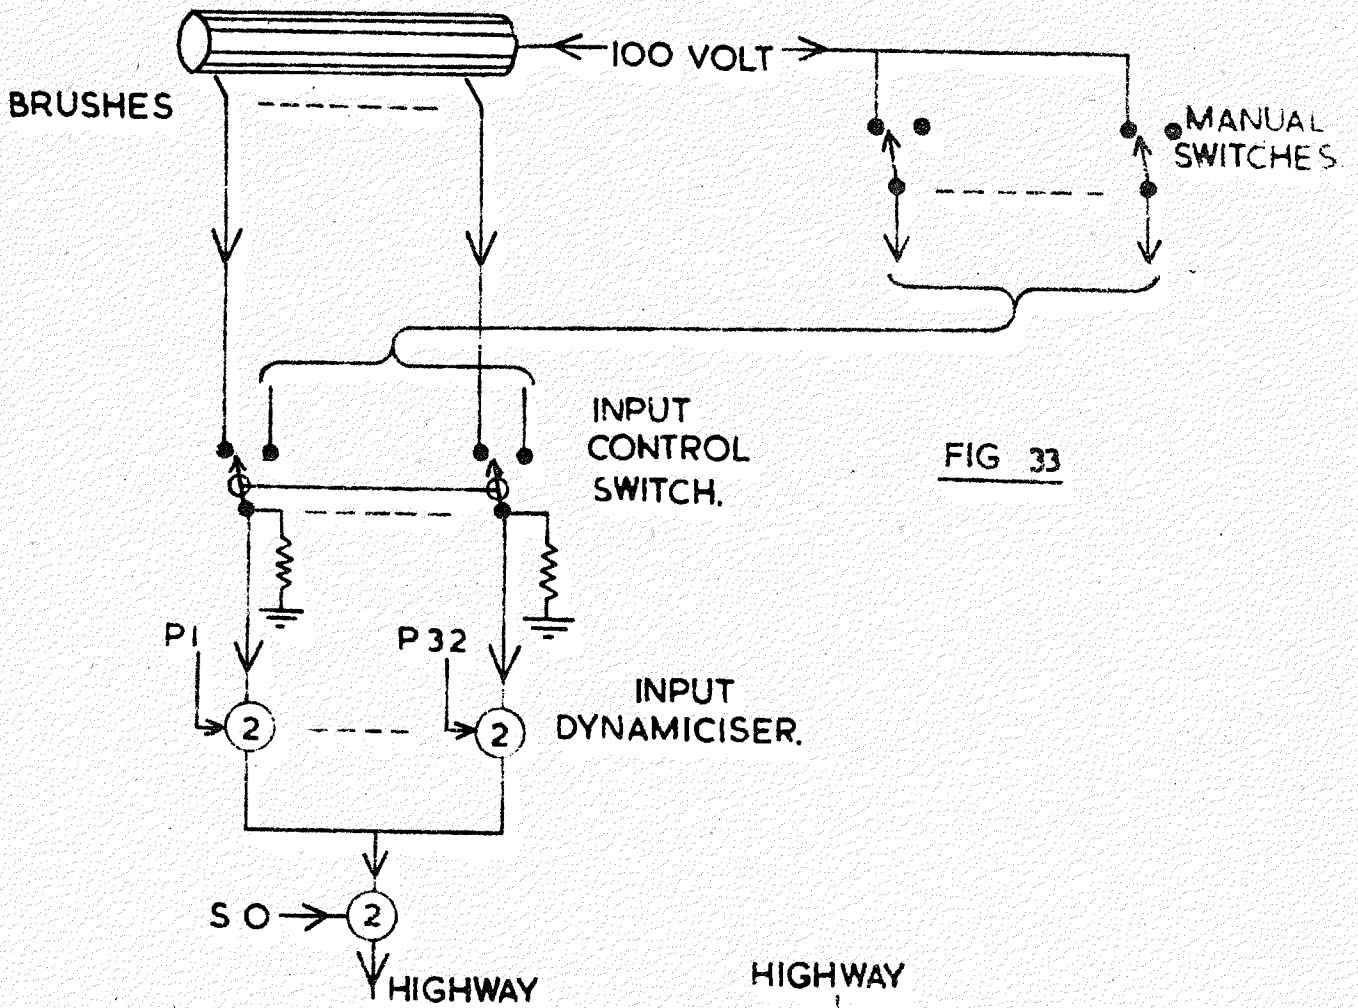 100 VOLT
BRUSHES
MANUAL
SWITCHES
INPUT
CONTROL
SWITCH.
FIG 33
P1
P32
INPUT
DYNAMICISER.
2
2
S O
2
HIGHWAY
HIGHWAY